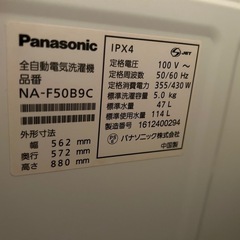 Panasonic
全自動電気洗濯機
品番
NA-F50B9C
外形寸法
幅 562 mm
奥行 572 mm
高さ 880 mm
IPX4
JET
定格電圧 100 V～
定格周波数 50/60 Hz
定格消費電力 355/430 W
標準洗濯容量 5.0 kg
標準水量 47 L
標準使用水量 114 L
パナソニック株式会社
中国製
製造番号 1612400294